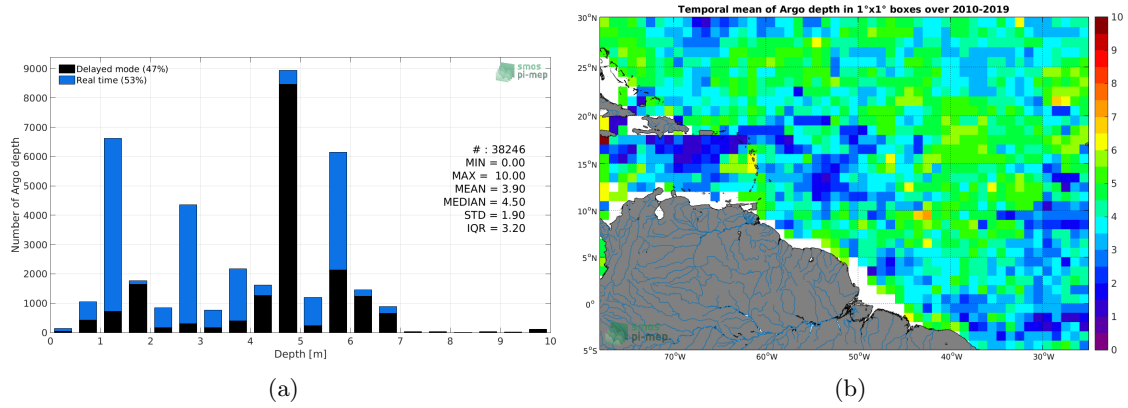 Delayed mode (47%)
Real time (53%)
smos
pi-mep
# : 38246
MIN = 0.00
MAX = 10.00
MEAN = 3.90
MEDIAN = 4.50
STD = 1.90
IQR = 3.20
Number of Argo depth
9000
8000
7000
6000
5000
4000
3000
2000
1000
0
0 1 2 3 4 5 6 7 8 9 10
Depth [m]
(a)
Temporal mean of Argo depth in 1°x1° boxes over 2010-2019
30°N
25°N
20°N
15°N
10°N
5°N
0°
5°S
70°W 60°W 50°W 40°W 30°W
smos
pi-mep
10
9
8
7
6
5
4
3
2
1
0
(b)